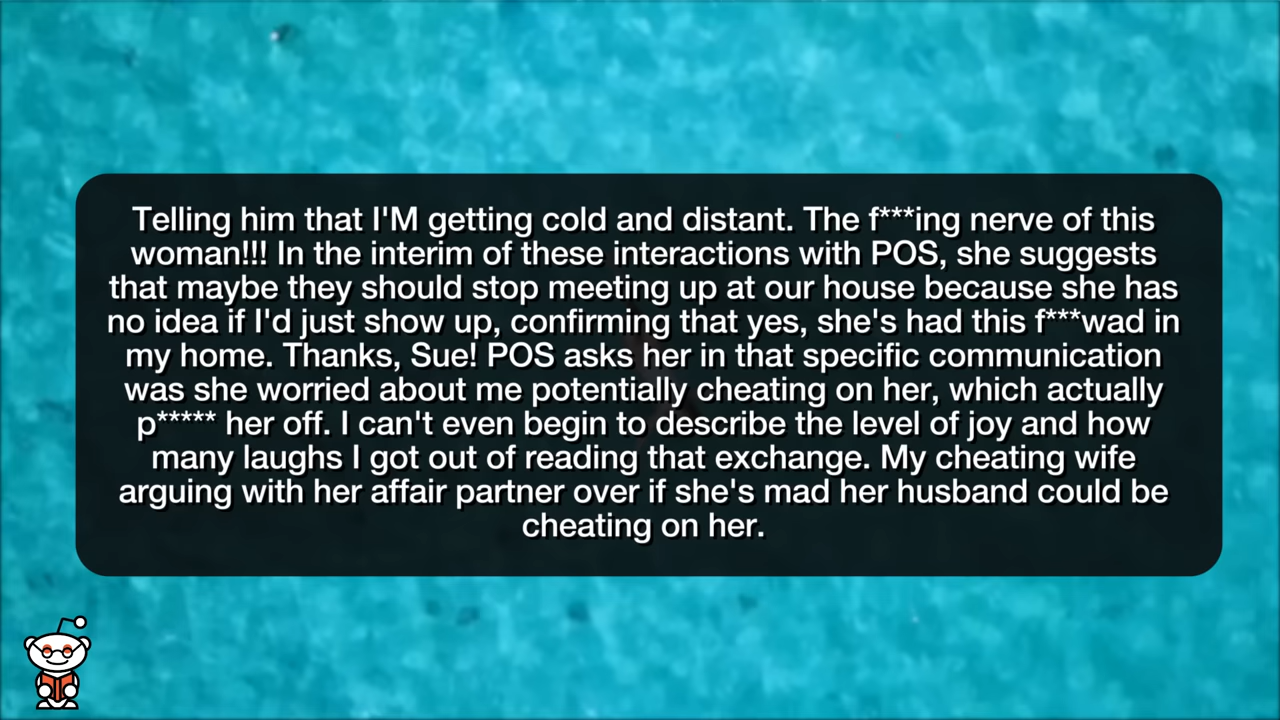 Telling him that I'M getting cold and distant. The f***ing nerve of this
woman!!! In the interim of these interactions with POS, she suggests
that maybe they should stop meeting up at our house because she has
no idea if I'd just show up, confirming that yes, she's had this f***wad in
my home. Thanks, Sue! POS asks her in that specific communication
was she worried about me potentially cheating on her, which actually
p***** her off. I can't even begin to describe the level of joy and how
many laughs I got out of reading that exchange. My cheating wife
arguing with her affair partner over if she's mad her husband could be
cheating on her.